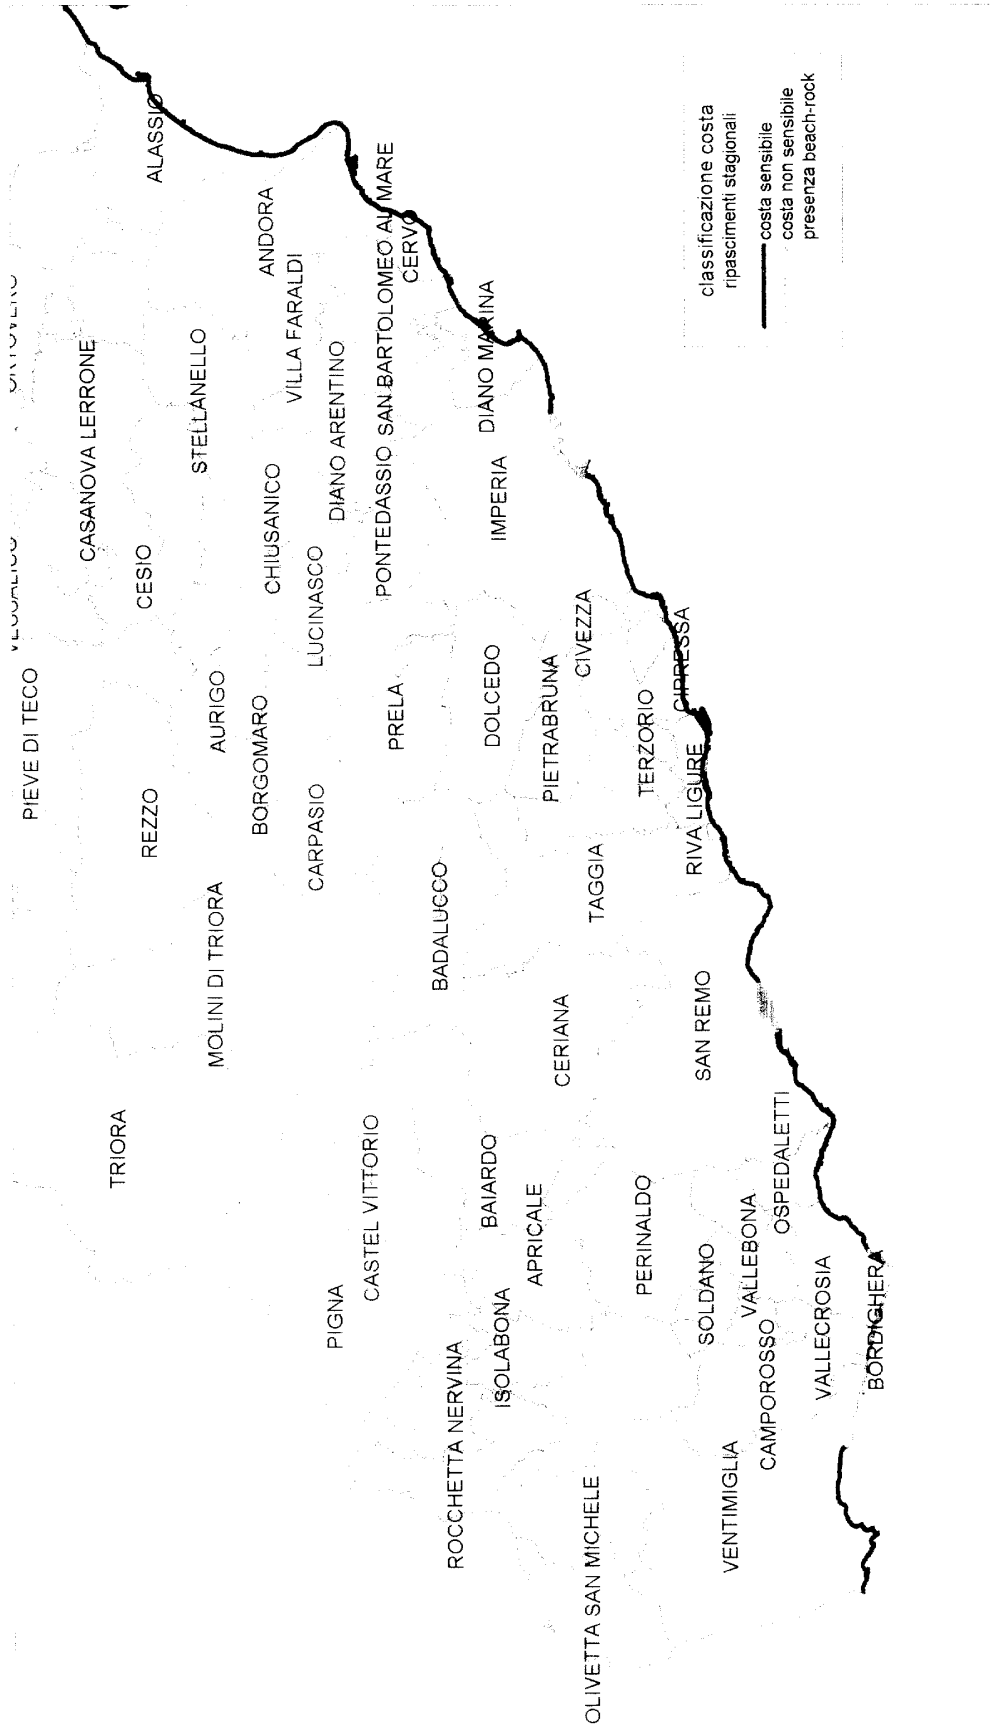 PIEVE DI TECO
CASANOVA LERRONE
TRIORA
CESIO
REZZO
ALASSIO
STELLANELLO
MOLINI DI TRIORA
AURIGO
BORGOMARO
CHIUSANICO
ANDORA
VILLA FARALDI
CARPASIO
LUCINASCO
DIANO ARENTINO
PIGNA
CASTEL VITTORIO
PRELA
PONTEDASSIO
SAN BARTOLOMEO AL MARE
CERVO
BADALUCCO
ROCCHETTA NERVINA
BAIARDO
DOLCEDO
DIANO MARINA
IMPERIA
ISOLABONA
APRICALE
PIETRABRUNA
CERIANA
CIVEZZA
OLIVETTA SAN MICHELE
TAGGIA
PERINALDO
TERZORIO
CIPRESSA
RIVA LIGURE
SAN REMO
SOLDANO
VENTIMIGLIA
VALLEBONA
CAMPOROSSO
OSPEDALETTI
VALLECROSIA
BORDIGHERA
classificazione costa
ripascimenti stagionali
costa sensibile
costa non sensibile
presenza beach-rock